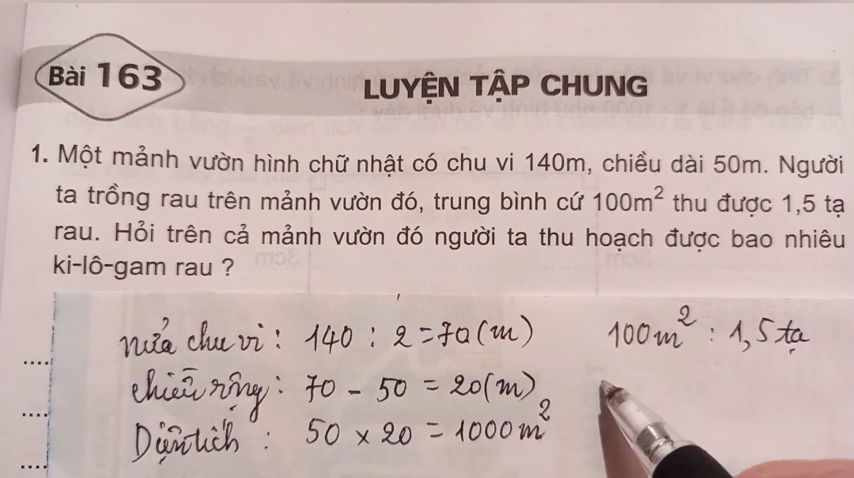 Bài 163
LUYỆN TẬP CHUNG
1. Một mảnh vườn hình chữ nhật có chu vi 140m, chiều dài 50m. Người
ta trồng rau trên mảnh vườn đó, trung bình cứ 100m² thu được 1,5 tạ
rau. Hỏi trên cả mảnh vườn đó người ta thu hoạch được bao nhiêu
ki-lô-gam rau ?
nửa chu vi : 140 : 2 = 70 (m)
100m² : 1,5 tạ
chiều rộng : 70 - 50 = 20 (m)
Diện tích : 50 x 20 = 1000 m²